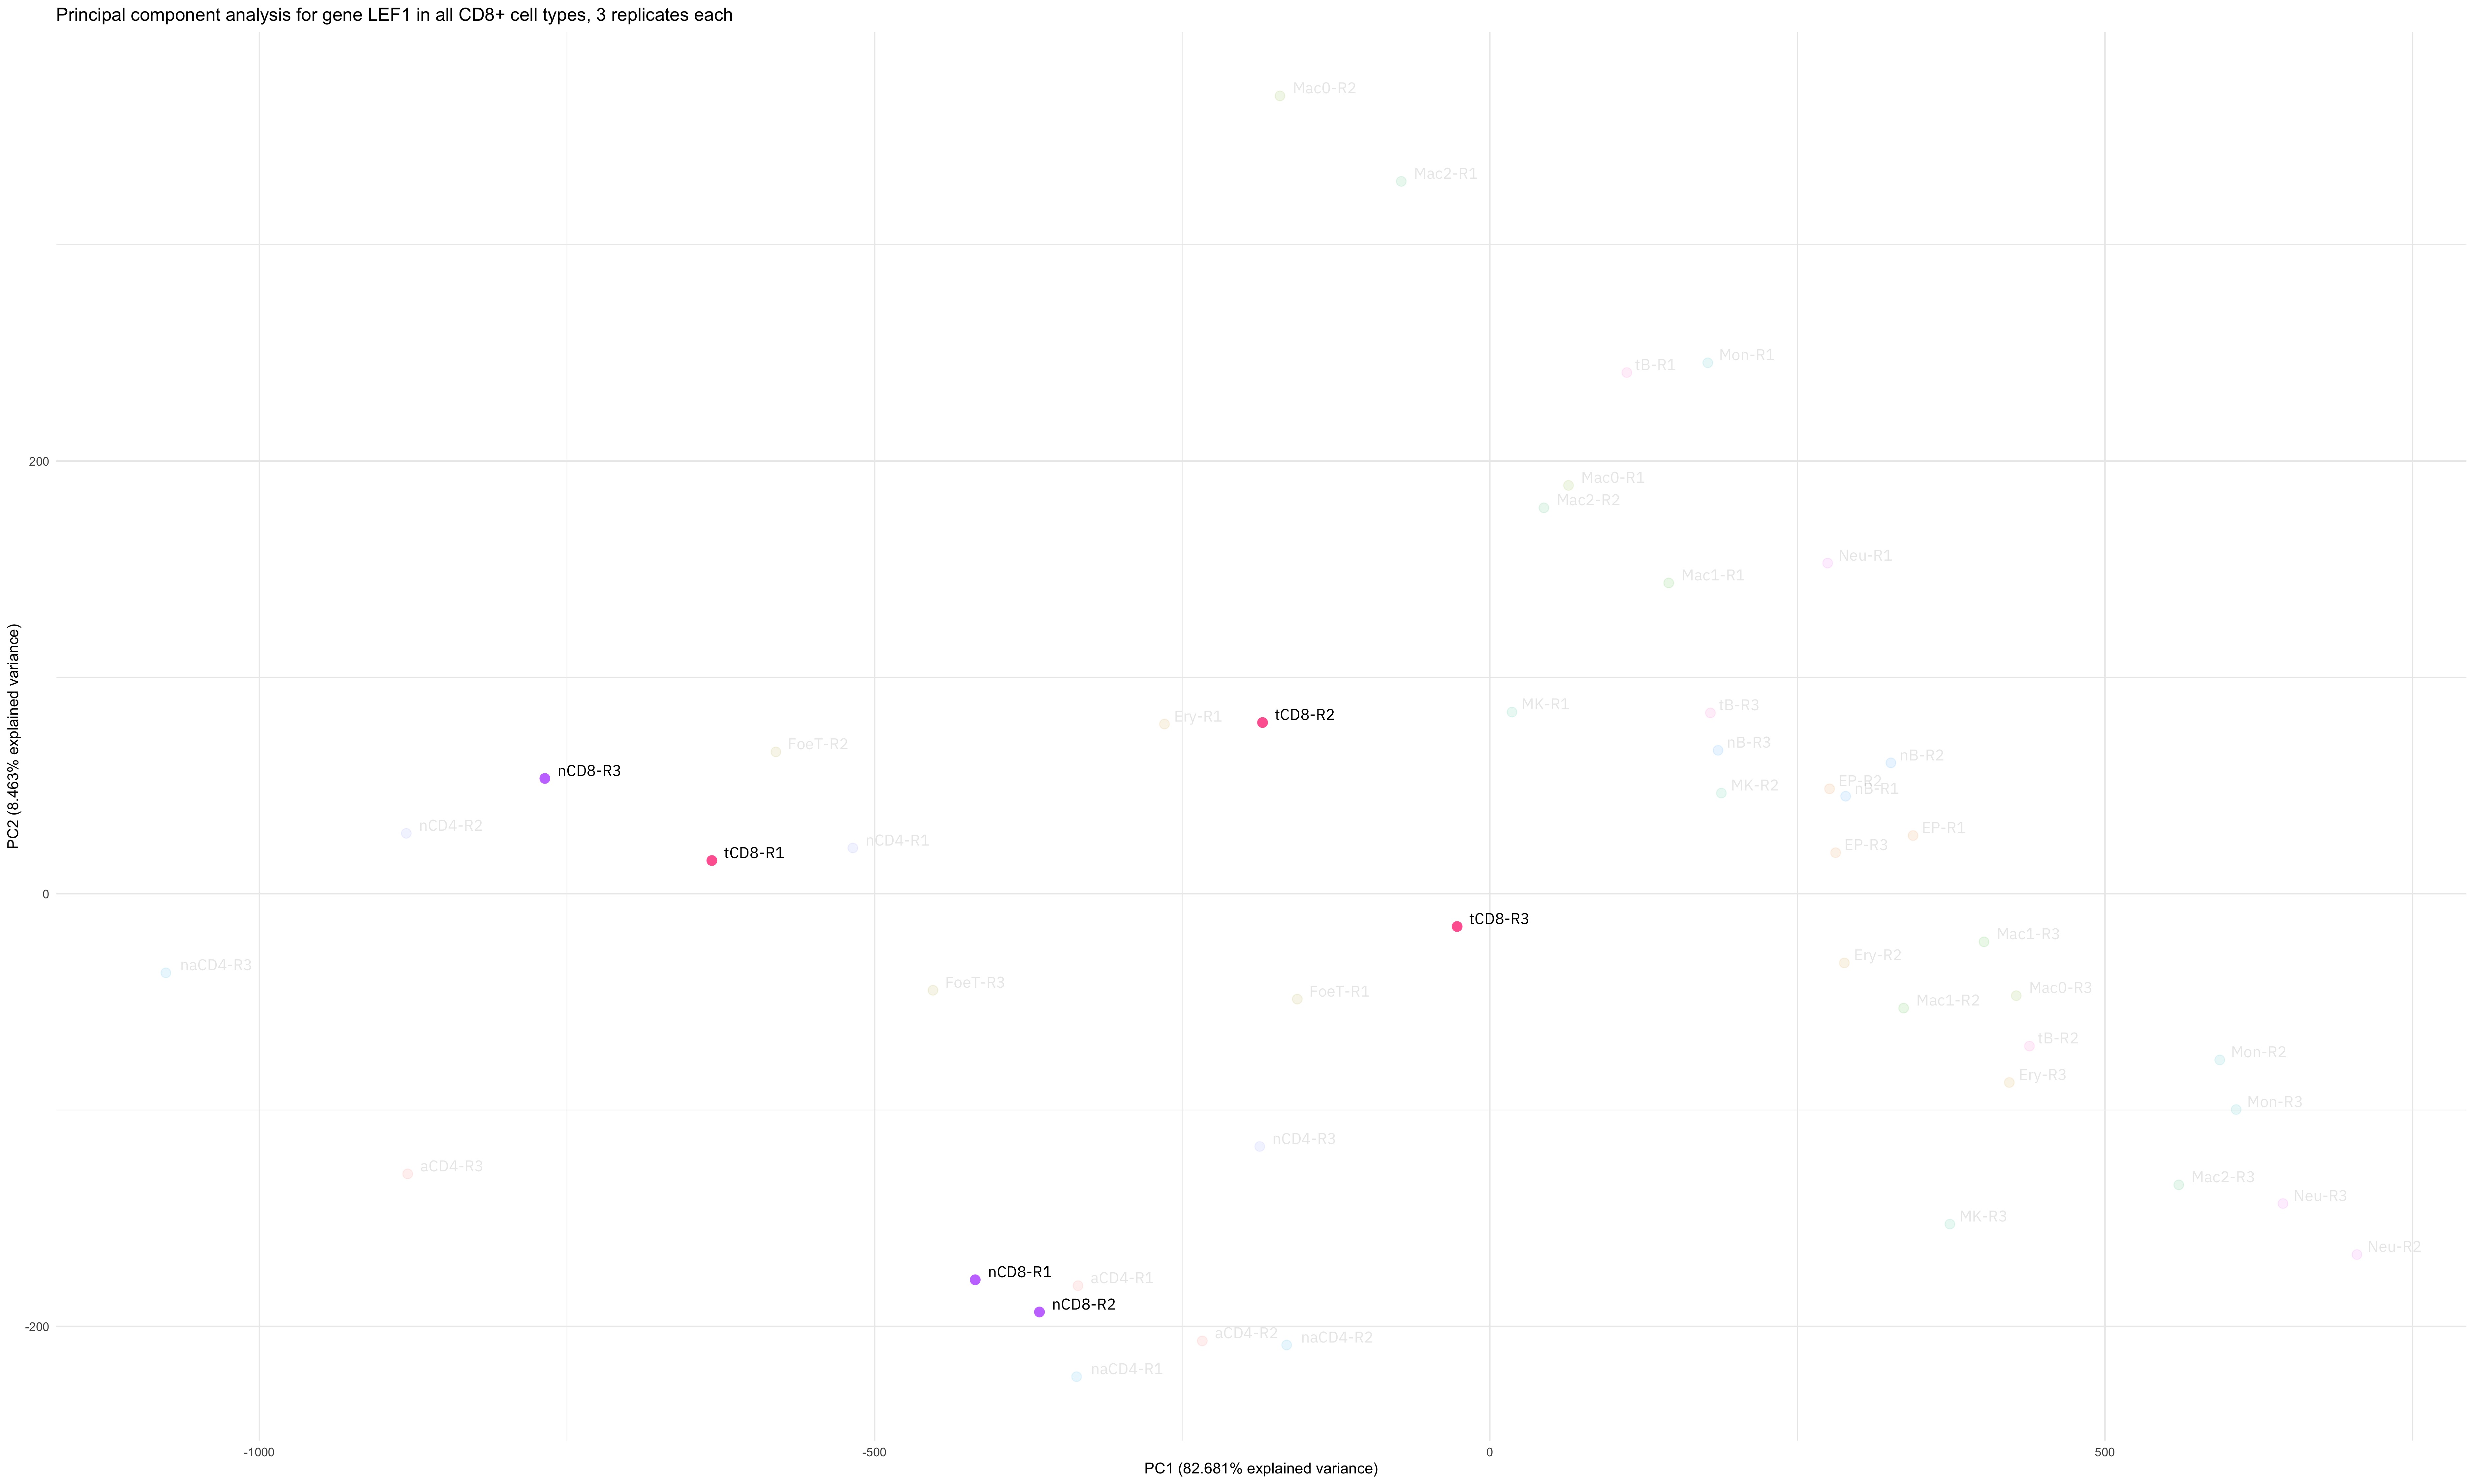 Principal component analysis for gene LEF1 in all CD8+ cell types, 3 replicates each
Mac0-R2
Mac2-R1
Mon-R1
tB-R1
200
Mac0-R1
Mac2-R2
Neu-R1
Mac1-R1
MK-R1
tB-R3
Ery-R1
tCD8-R2
FoeT-R2
nB-R3
nB-R2
nCD8-R3
EP-R2
MK-R2
nB-R1
nCD4-R2
EP-R1
nCD4-R1
EP-R3
tCD8-R1
0
tCD8-R3
Mac1-R3
Ery-R2
naCD4-R3
FoeT-R3
Mac0-R3
FoeT-R1
Mac1-R2
tB-R2
Mon-R2
Ery-R3
Mon-R3
nCD4-R3
aCD4-R3
Mac2-R3
Neu-R3
MK-R3
Neu-R2
nCD8-R1
aCD4-R1
nCD8-R2
-200
aCD4-R2
naCD4-R2
naCD4-R1
-1000
-500
0
500
PC1 (82.681% explained variance)
PC2 (8.463% explained variance)